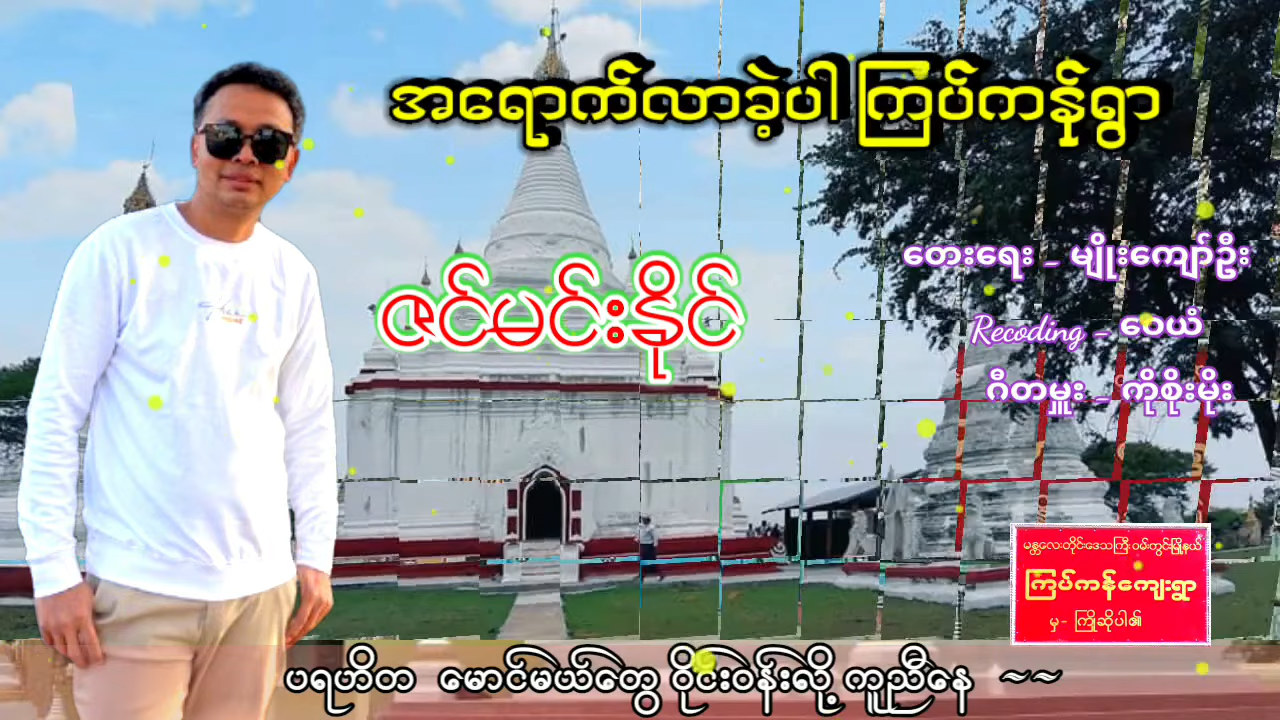 အရောက်လာခဲ့ပါ ကြပ်ကန်ရွာ
ဇင်မင်းနိုင်
တေးရေး - မျိုးကျော်ဦး
Recoding - ဝေယံ
ဂီတမှူး - ကိုစိုးမိုး
မန္တလေးတိုင်းဒေသကြီး ဝမ်းတွင်းမြို့နယ်
ကြပ်ကန်ကျေးရွာ
မှ - ကြိုဆိုပါ၏
ပရဟိတ မောင်မယ်တွေ ဝိုင်းဝန်းလို့ ကူညီနေ ~~